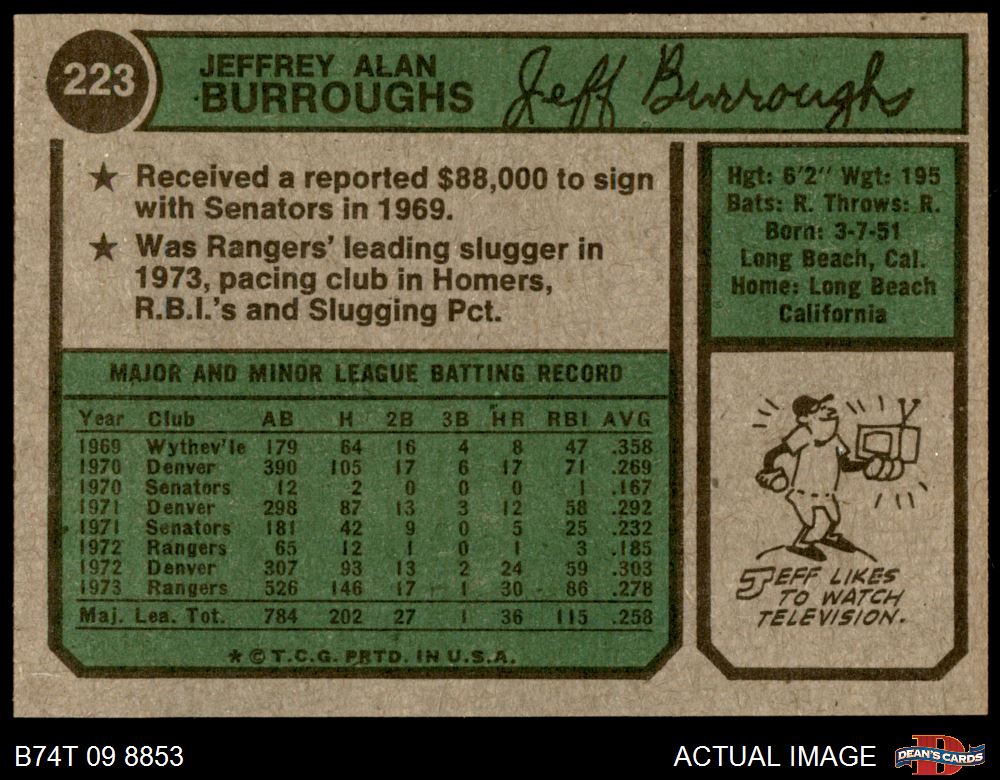 223
JEFFREY ALAN
BURROUGHS
Jeff Burroughs
★ Received a reported $88,000 to sign
with Senators in 1969.
★ Was Rangers' leading slugger in
1973, pacing club in Homers,
R.B.I.'s and Slugging Pct.
MAJOR AND MINOR LEAGUE BATTING RECORD
Year Club AB H 2B 3B HR RBI AVG
1969 Wythev'le 179 64 16 4 8 47 .358
1970 Denver 390 105 17 6 17 71 .269
1970 Senators 12 2 0 0 0 1 .167
1971 Denver 298 87 13 3 12 58 .292
1971 Senators 181 42 9 0 5 25 .232
1972 Rangers 65 12 1 0 1 3 .185
1972 Denver 307 93 13 2 24 59 .303
1973 Rangers 526 146 17 1 30 86 .278
Maj. Lea. Tot. 784 202 27 1 36 115 .258
* © T.C.G. PRTD. IN U.S.A.
Hgt: 6'2" Wgt: 195
Bats: R. Throws: R.
Born: 3-7-51
Long Beach, Cal.
Home: Long Beach
California
JEFF LIKES
TO WATCH
TELEVISION.
B74T 09 8853
ACTUAL IMAGE
D
DEAN'S CARDS